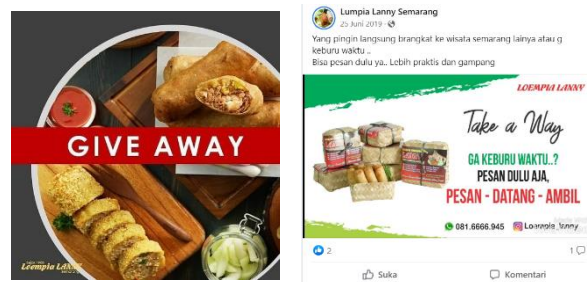 GIVE AWAY
Loempia LANNY
Lumpia Lanny Semarang
25 Juni 2019
Yang pingin langsung brangkat ke wisata semarang lainya atau g
keburu waktu ..
Bisa pesan dulu ya.. Lebih praktis dan gampang
LOEMPIA LANNY
Take a Way
GA KEBURU WAKTU..?
PESAN DULU AJA,
PESAN - DATANG - AMBIL
081.6666.945 Loempia_lanny
2
1
Suka Komentari